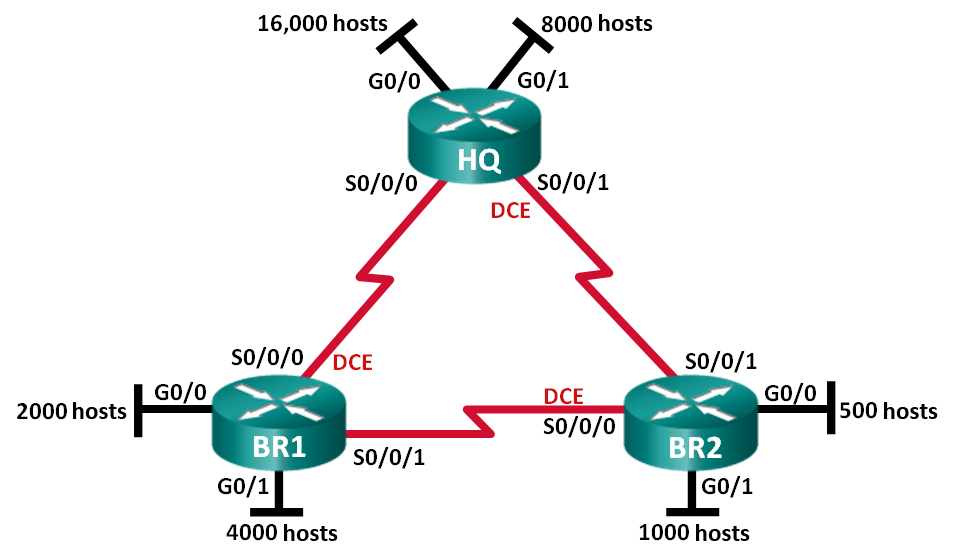 16,000 hosts
8000 hosts
G0/0
G0/1
HQ
S0/0/0
S0/0/1
DCE
S0/0/0
DCE
S0/0/1
G0/0
2000 hosts
BR1
S0/0/1
G0/1
4000 hosts
DCE
S0/0/0
G0/0
500 hosts
BR2
G0/1
1000 hosts